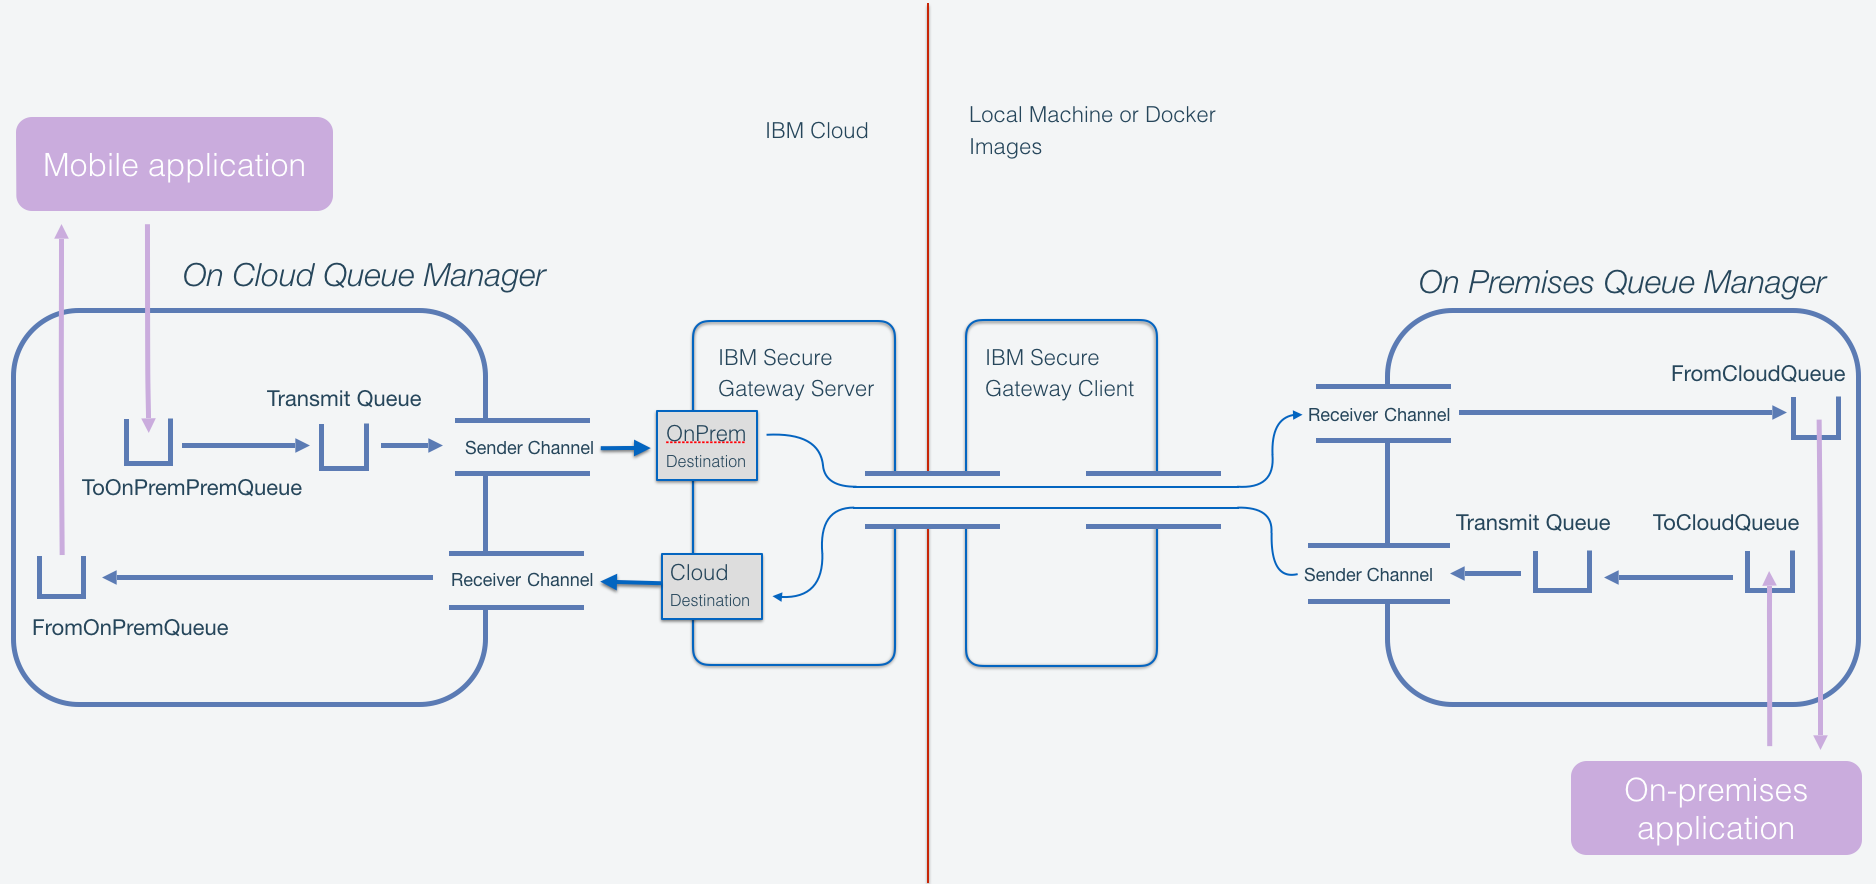 IBM Cloud
Local Machine or Docker
Images
Mobile application
On Cloud Queue Manager
On Premises Queue Manager
IBM Secure
Gateway Server
IBM Secure
Gateway Client
Transmit Queue
Sender Channel
ToOnPremPremQueue
OnPrem
Destination
Receiver Channel
FromCloudQueue
Receiver Channel
FromOnPremQueue
Cloud
Destination
Sender Channel
Transmit Queue
ToCloudQueue
On-premises
application